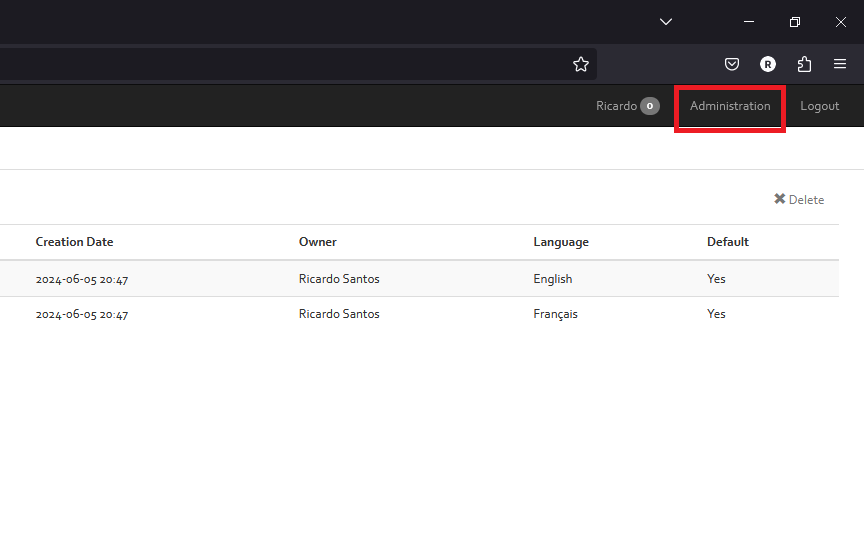 R
Ricardo 0 Administration Logout
Delete
Creation Date Owner Language Default
2024-06-05 20:47 Ricardo Santos English Yes
2024-06-05 20:47 Ricardo Santos Français Yes